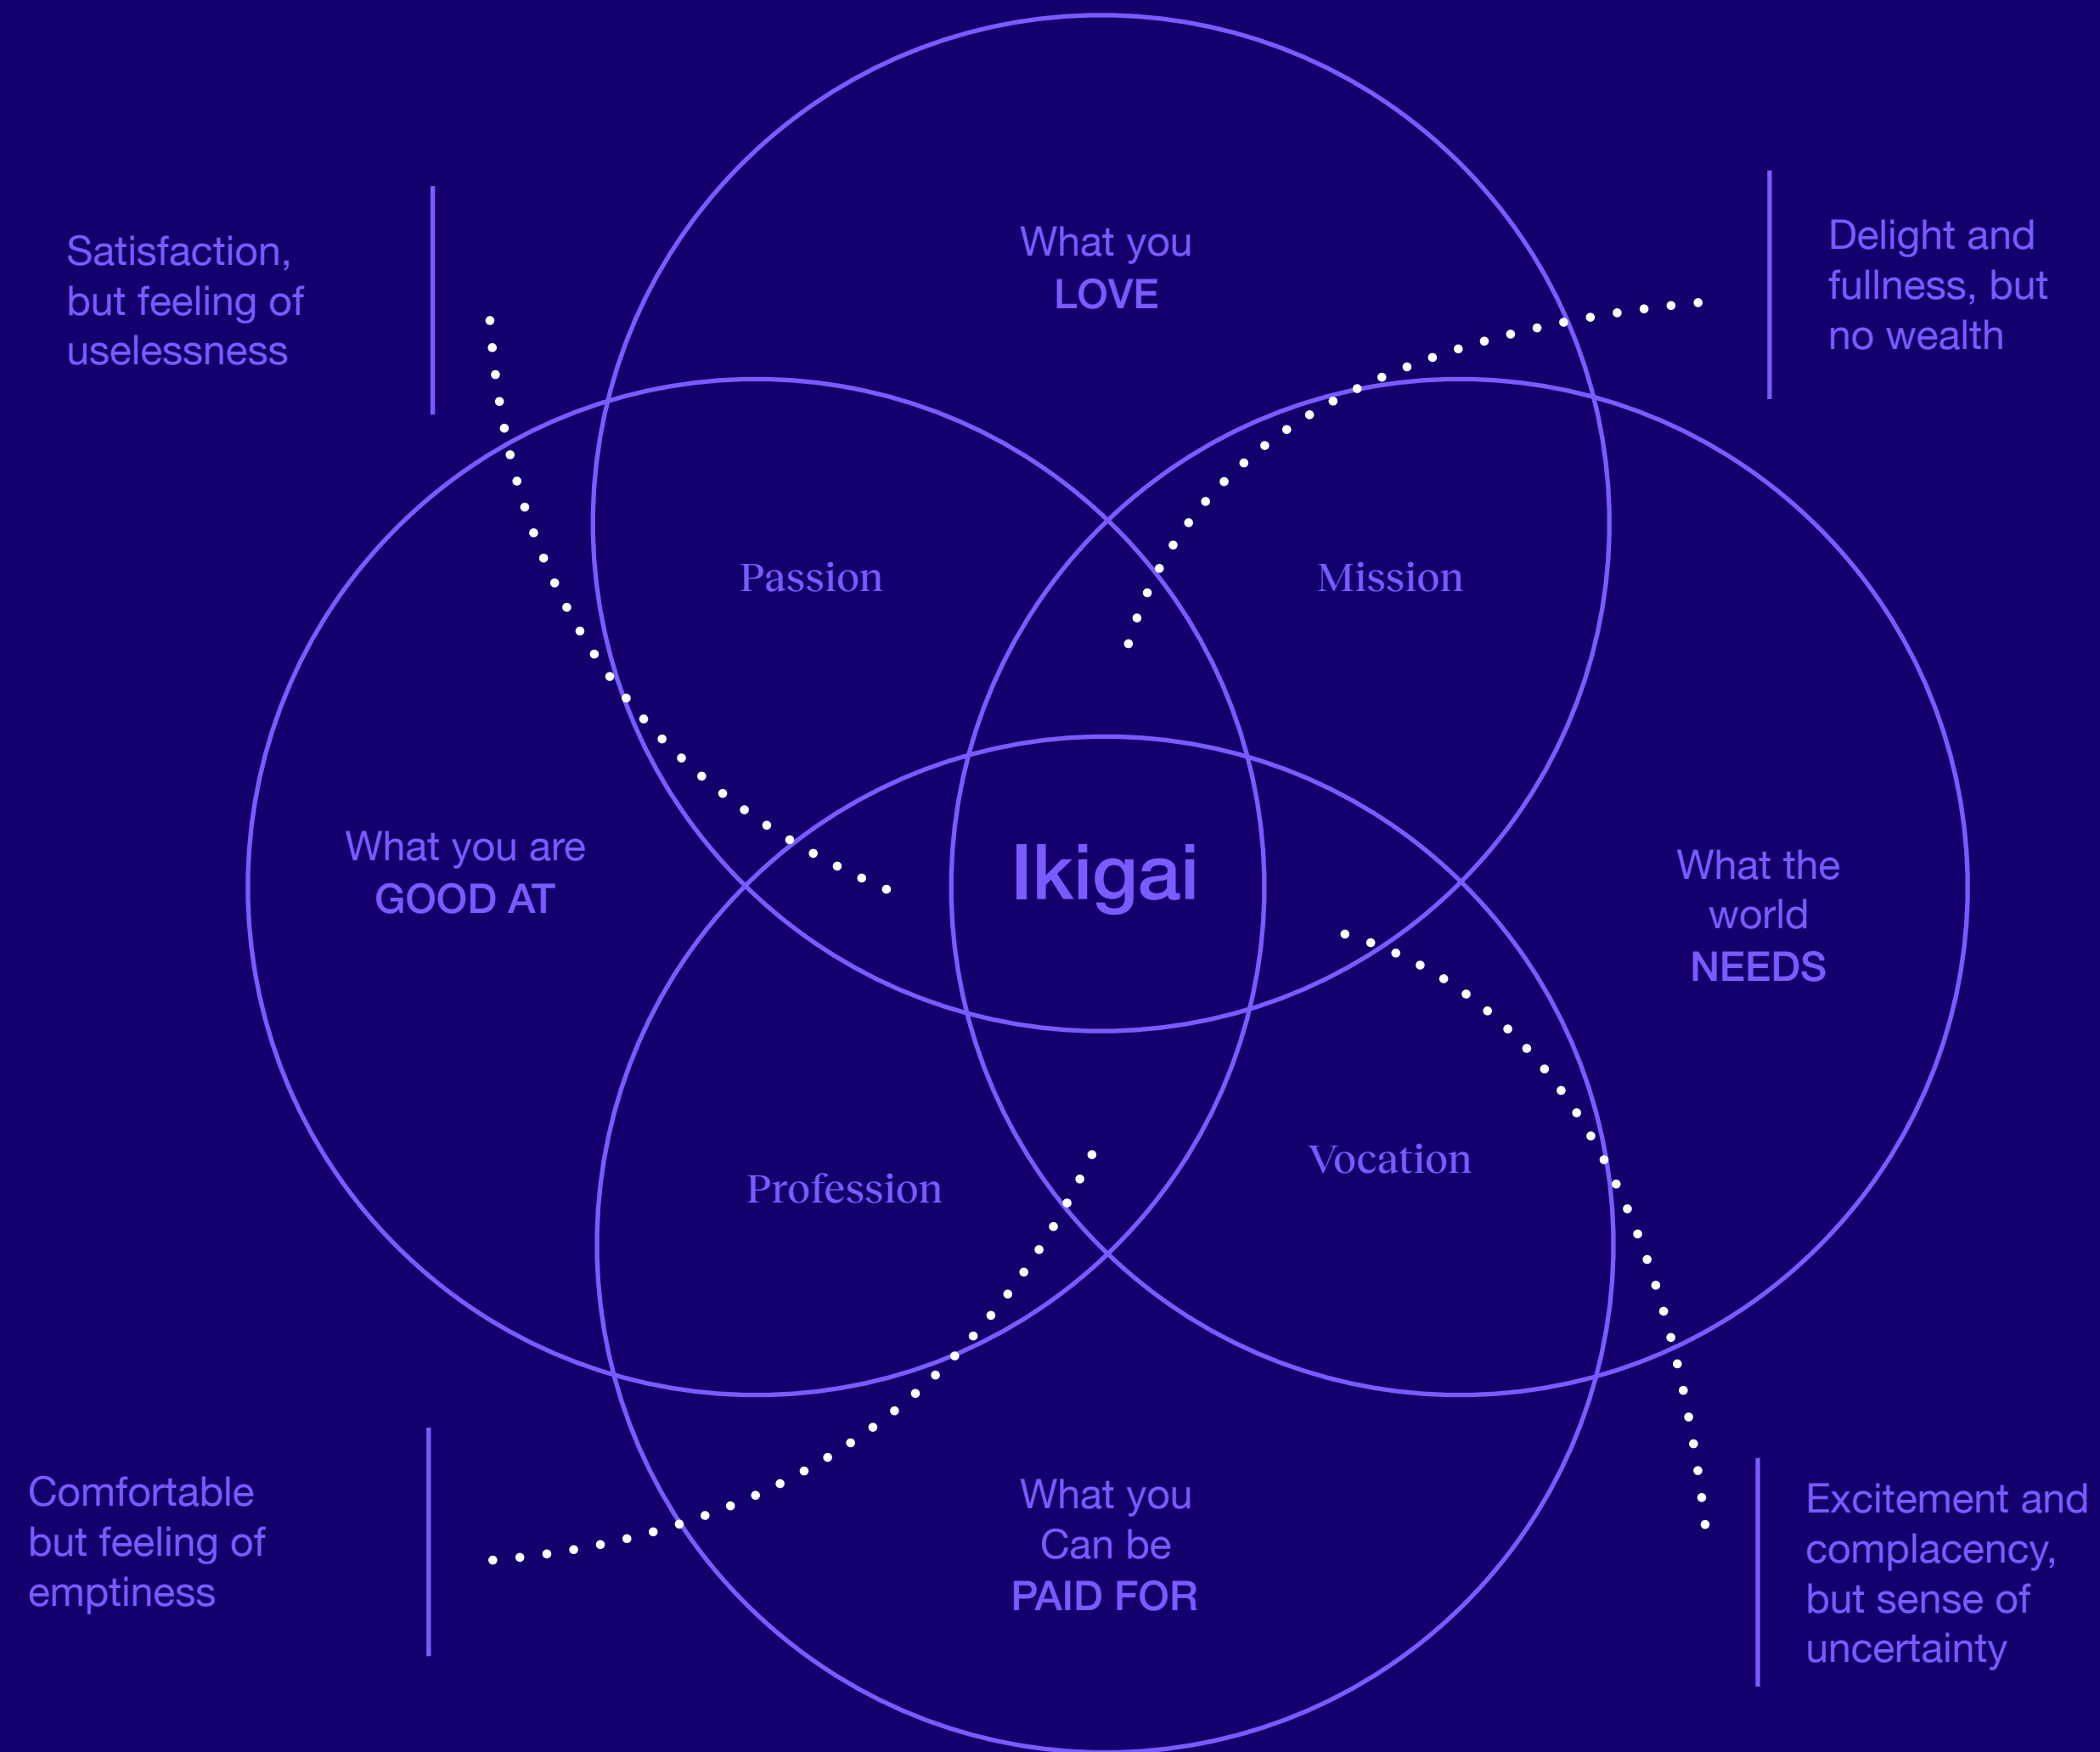 What you
LOVE
Satisfaction,
but feeling of
uselessness
Delight and
fullness, but
no wealth
Passion
Mission
What you are
GOOD AT
Ikigai
What the
world
NEEDS
Profession
Vocation
Comfortable
but feeling of
emptiness
What you
Can be
PAID FOR
Excitement and
complacency,
but sense of
uncertainty